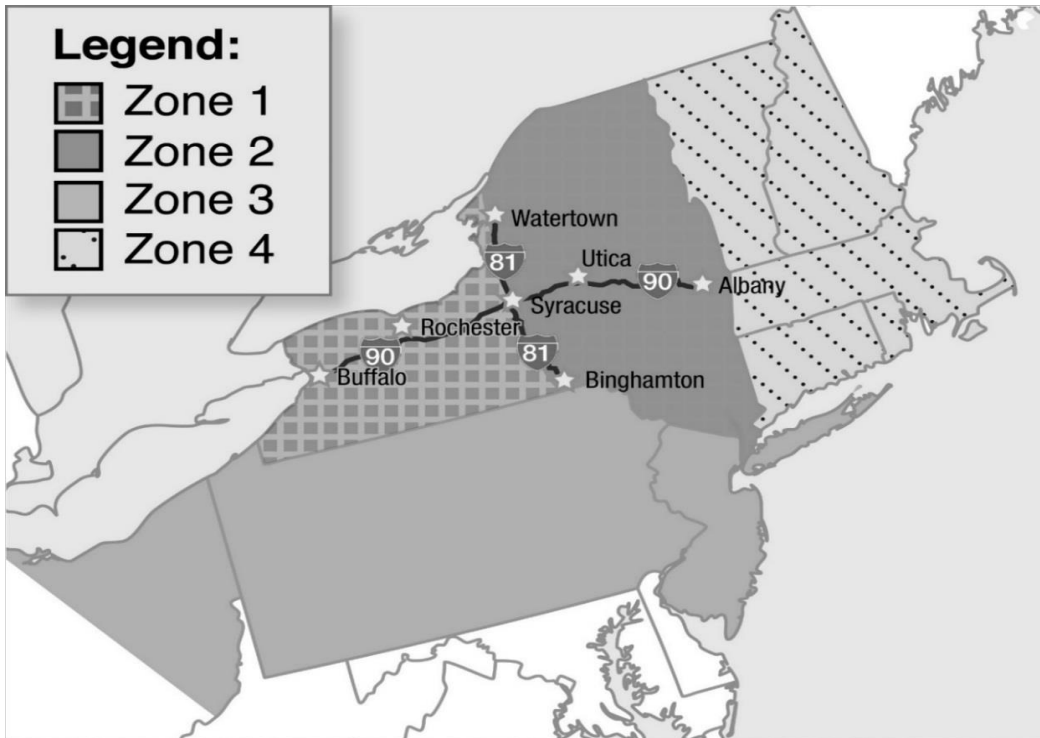 Legend:
Zone 1
Zone 2
Zone 3
Zone 4
Watertown
81
Utica
90
Albany
Syracuse
Rochester
90
81
Buffalo
Binghamton